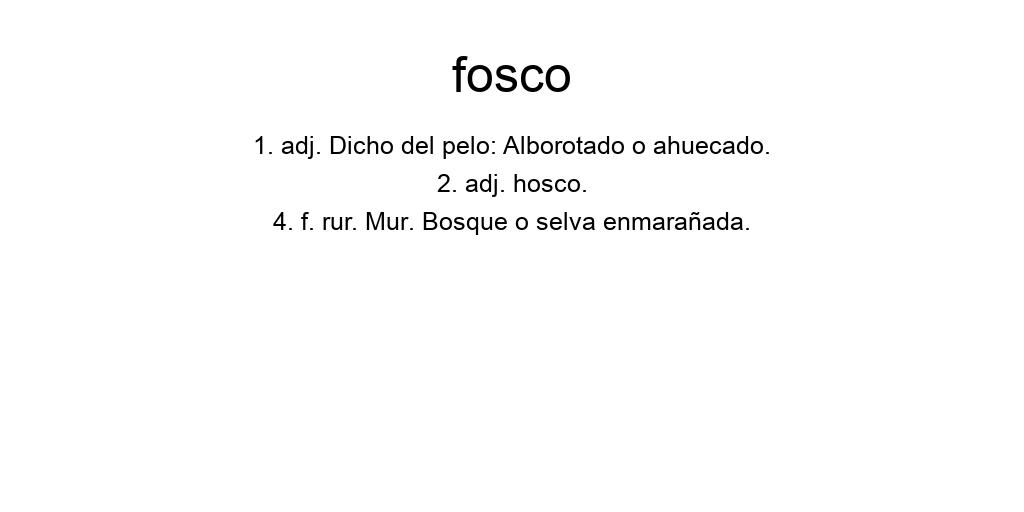 fosco
1. adj. Dicho del pelo: Alborotado o ahuecado.
2. adj. hosco.
4. f. rur. Mur. Bosque o selva enmarañada.